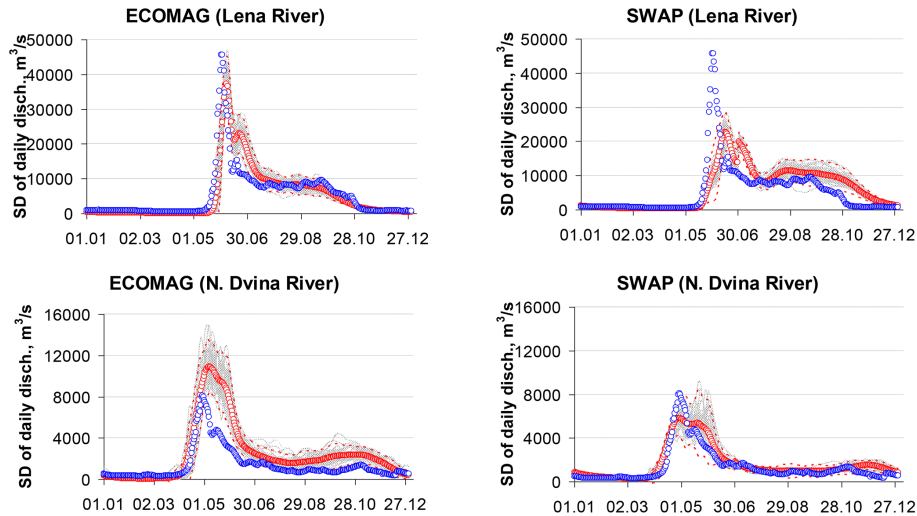 ECOMAG (Lena River)
SD of daily disch., m³/s
50000
40000
30000
20000
10000
0
01.01 02.03 01.05 30.06 29.08 28.10 27.12
SWAP (Lena River)
SD of daily disch., m³/s
50000
40000
30000
20000
10000
0
01.01 02.03 01.05 30.06 29.08 28.10 27.12
ECOMAG (N. Dvina River)
SD of daily disch., m³/s
16000
12000
8000
4000
0
01.01 02.03 01.05 30.06 29.08 28.10 27.12
SWAP (N. Dvina River)
SD of daily disch., m³/s
16000
12000
8000
4000
0
01.01 02.03 01.05 30.06 29.08 28.10 27.12